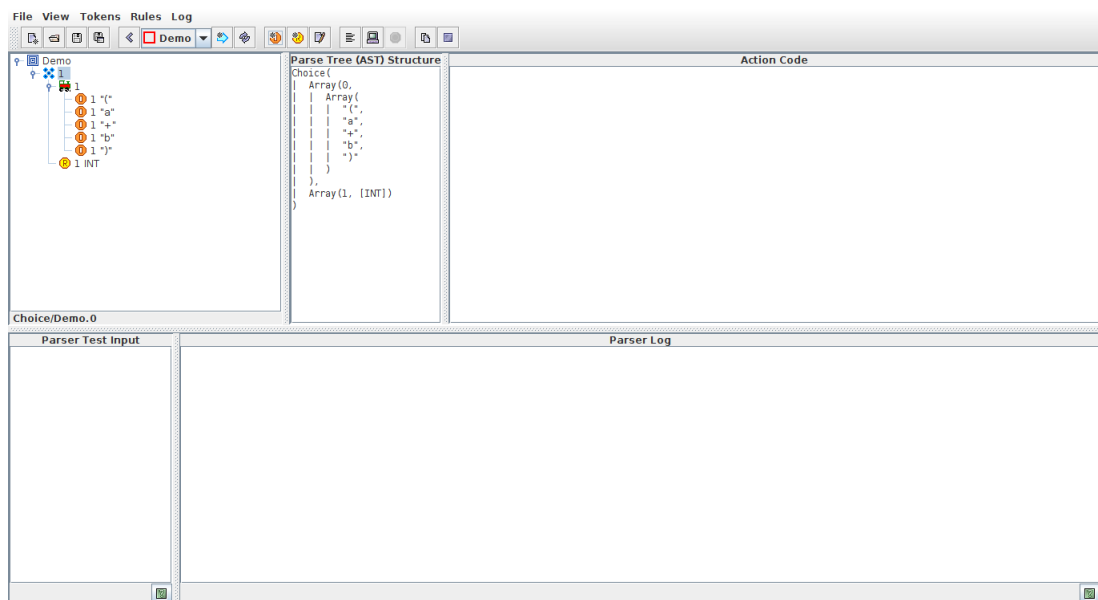 File View Tokens Rules Log
Demo
Demo
1
1
1 "("
1 "a"
1 "+"
1 "b"
1 ")"
1 INT
Choice/Demo.0
Parse Tree (AST) Structure
Choice(
| Array(0,
| | Array(
| | | "(",
| | | "a",
| | | "+",
| | | "b",
| | | ")"
| | )
| ),
| Array(1, [INT])
)
Action Code
Parser Test Input
Parser Log